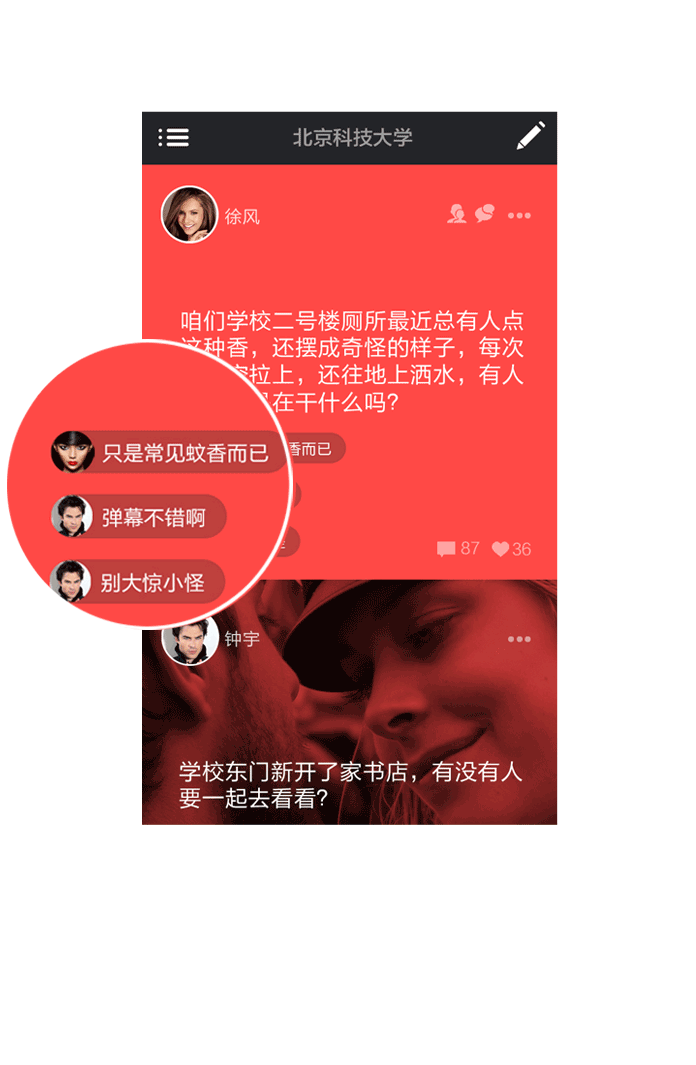 北京科技大学
徐风
咱们学校二号楼厕所最近总有人点
这种香，还摆成奇怪的样子，每次
拉上，还往地上洒水，有人
在干什么吗？
香而已
87
36
只是常见蚊香而已
弹幕不错啊
别大惊小怪
钟宇
学校东门新开了家书店，有没有人
要一起去看看？